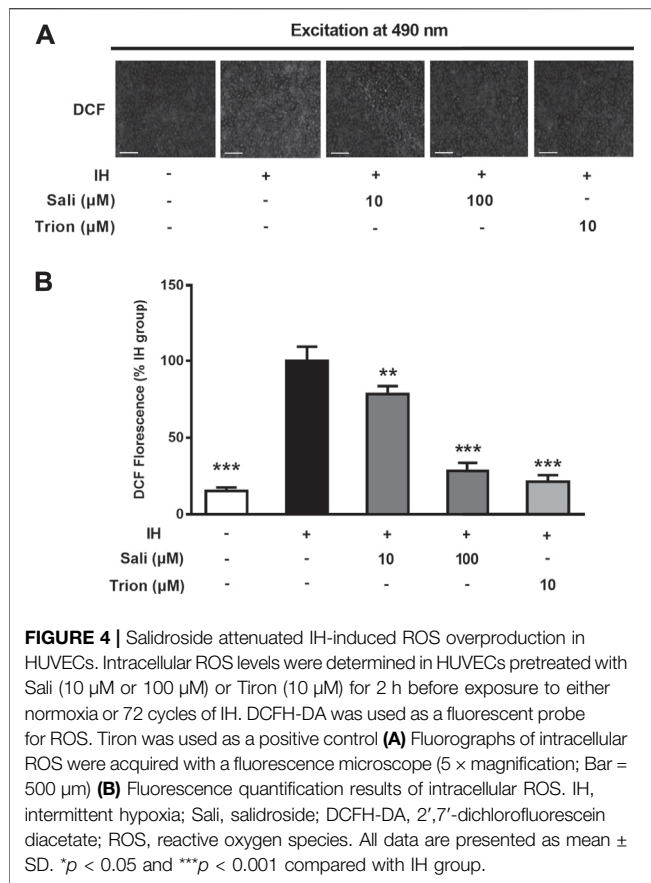 A
Excitation at 490 nm
DCF
IH - + + + +
Sali (µM) - - 10 100 -
Trion (µM) - - - - 10
B
DCF Florescence (% IH group)
150
100
50
0
***
**
***
***
IH - + + + +
Sali (µM) - - 10 100 -
Trion (µM) - - - - 10
FIGURE 4 | Salidroside attenuated IH-induced ROS overproduction in
HUVECs. Intracellular ROS levels were determined in HUVECs pretreated with
Sali (10 µM or 100 µM) or Tiron (10 µM) for 2 h before exposure to either
normoxia or 72 cycles of IH. DCFH-DA was used as a fluorescent probe
for ROS. Tiron was used as a positive control (A) Fluorographs of intracellular
ROS were acquired with a fluorescence microscope (5 × magnification; Bar =
500 µm) (B) Fluorescence quantification results of intracellular ROS. IH,
intermittent hypoxia; Sali, salidroside; DCFH-DA, 2′,7′-dichlorofluorescein
diacetate; ROS, reactive oxygen species. All data are presented as mean ±
SD. *p < 0.05 and ***p < 0.001 compared with IH group.